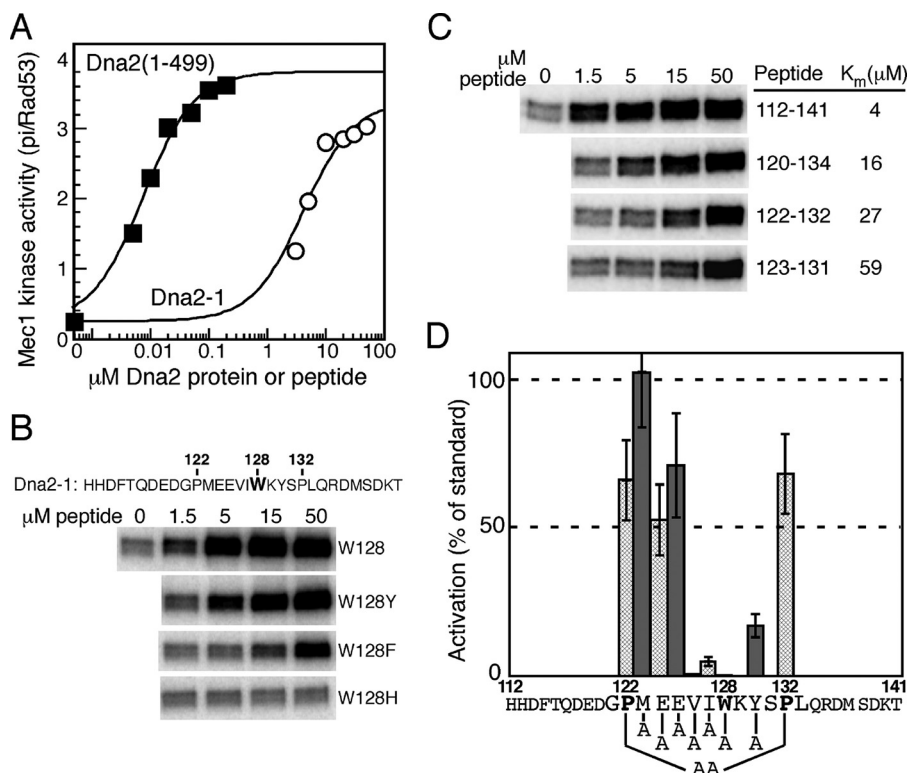 A
Mec1 kinase activity (pi/Rad53)
4
3
2
1
0
Dna2(1-499)
Dna2-1
0 0.01 0.1 1 10 100
μM Dna2 protein or peptide
B
122 128 132
Dna2-1: HHDFTQDEDGPMEEVIWKYSPLQRDMSDKT
μM peptide 0 1.5 5 15 50
W128
W128Y
W128F
W128H
C
μM peptide 0 1.5 5 15 50 Peptide Km(μM)
112-141 4
120-134 16
122-132 27
123-131 59
D
Activation (% of standard)
100
50
0
112 122 128 132 141
HHDFTQDEDGPMEEVIWKYSPLQRDMSDKT
A A A A A A A
AA